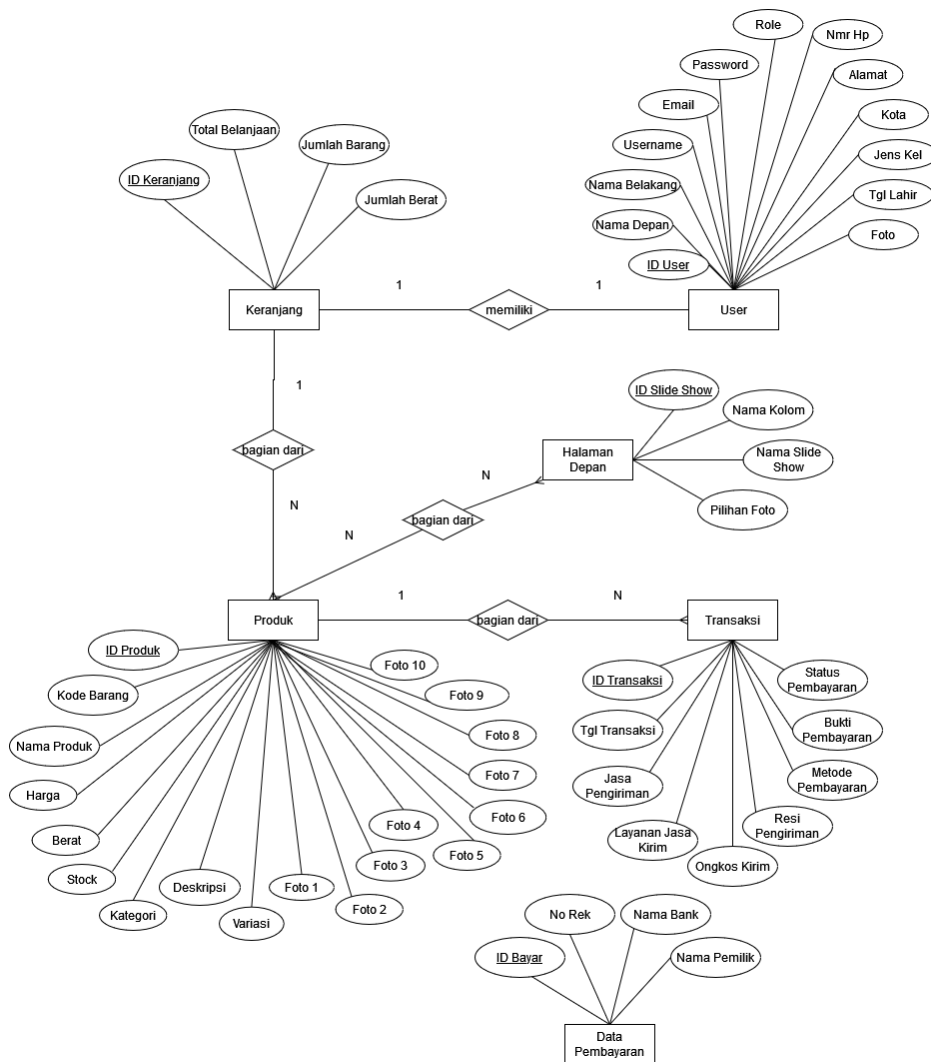 Role
Nmr Hp
Password
Alamat
Email
Kota
Total Belanjaan
Jumlah Barang
Username
Jens Kel
ID Keranjang
Jumlah Berat
Nama Belakang
Tgl Lahir
Nama Depan
Foto
ID User
1
1
Keranjang
memiliki
User
1
ID Slide Show
Nama Kolom
bagian dari
Halaman
Depan
Nama Slide
Show
N
N
Pilihan Foto
bagian dari
N
1
N
Produk
bagian dari
Transaksi
ID Produk
Foto 10
ID Transaksi
Status
Pembayaran
Kode Barang
Foto 9
Tgl Transaksi
Bukti
Pembayaran
Nama Produk
Foto 8
Foto 7
Jasa
Pengiriman
Metode
Pembayaran
Harga
Foto 6
Resi
Pengiriman
Berat
Foto 4
Layanan Jasa
Kirim
Foto 5
Stock
Foto 3
Ongkos Kirim
Deskripsi
Foto 1
Kategori
Variasi
Foto 2
No Rek
Nama Bank
ID Bayar
Nama Pemilik
Data
Pembayaran